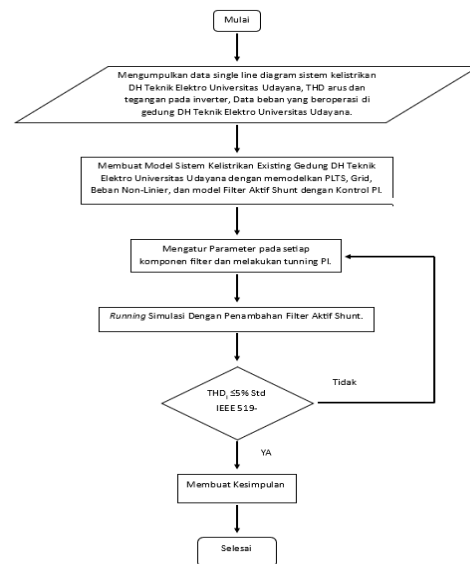 Mulai
Mengumpulkan data single line diagram sistem kelistrikan
DH Teknik Elektro Universitas Udayana, THD arus dan
tegangan pada inverter, Data beban yang beroperasi di
gedung DH Teknik Elektro Universitas Udayana.
Membuat Model Sistem Kelistrikan Existing Gedung DH Teknik
Elektro Universitas Udayana dengan memodelkan PLTS, Grid,
Beban Non-Linier, dan model Filter Aktif Shunt dengan Kontrol PI.
Mengatur Parameter pada setiap
komponen filter dan melakukan tunning PI.
Running Simulasi Dengan Penambahan Filter Aktif Shunt.
THDi ≤5% Std
IEEE 519-
Tidak
YA
Membuat Kesimpulan
Selesai